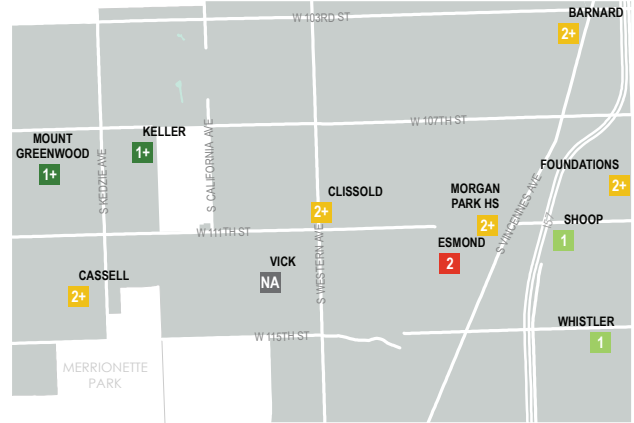 BARNARD
2+
W 103RD ST
W 107TH ST
KELLER
1+
MOUNT
GREENWOOD
1+
S KEDZIE AVE
S CALIFORNIA AVE
FOUNDATIONS
2+
CLISSOLD
2+
MORGAN
PARK HS
2+
S VINCENNES AVE
I57
SHOOP
1
W 111TH ST
ESMOND
2
S WESTERN AVE
VICK
NA
CASSELL
2+
WHISTLER
1
W 115TH ST
MERRIONETTE
PARK